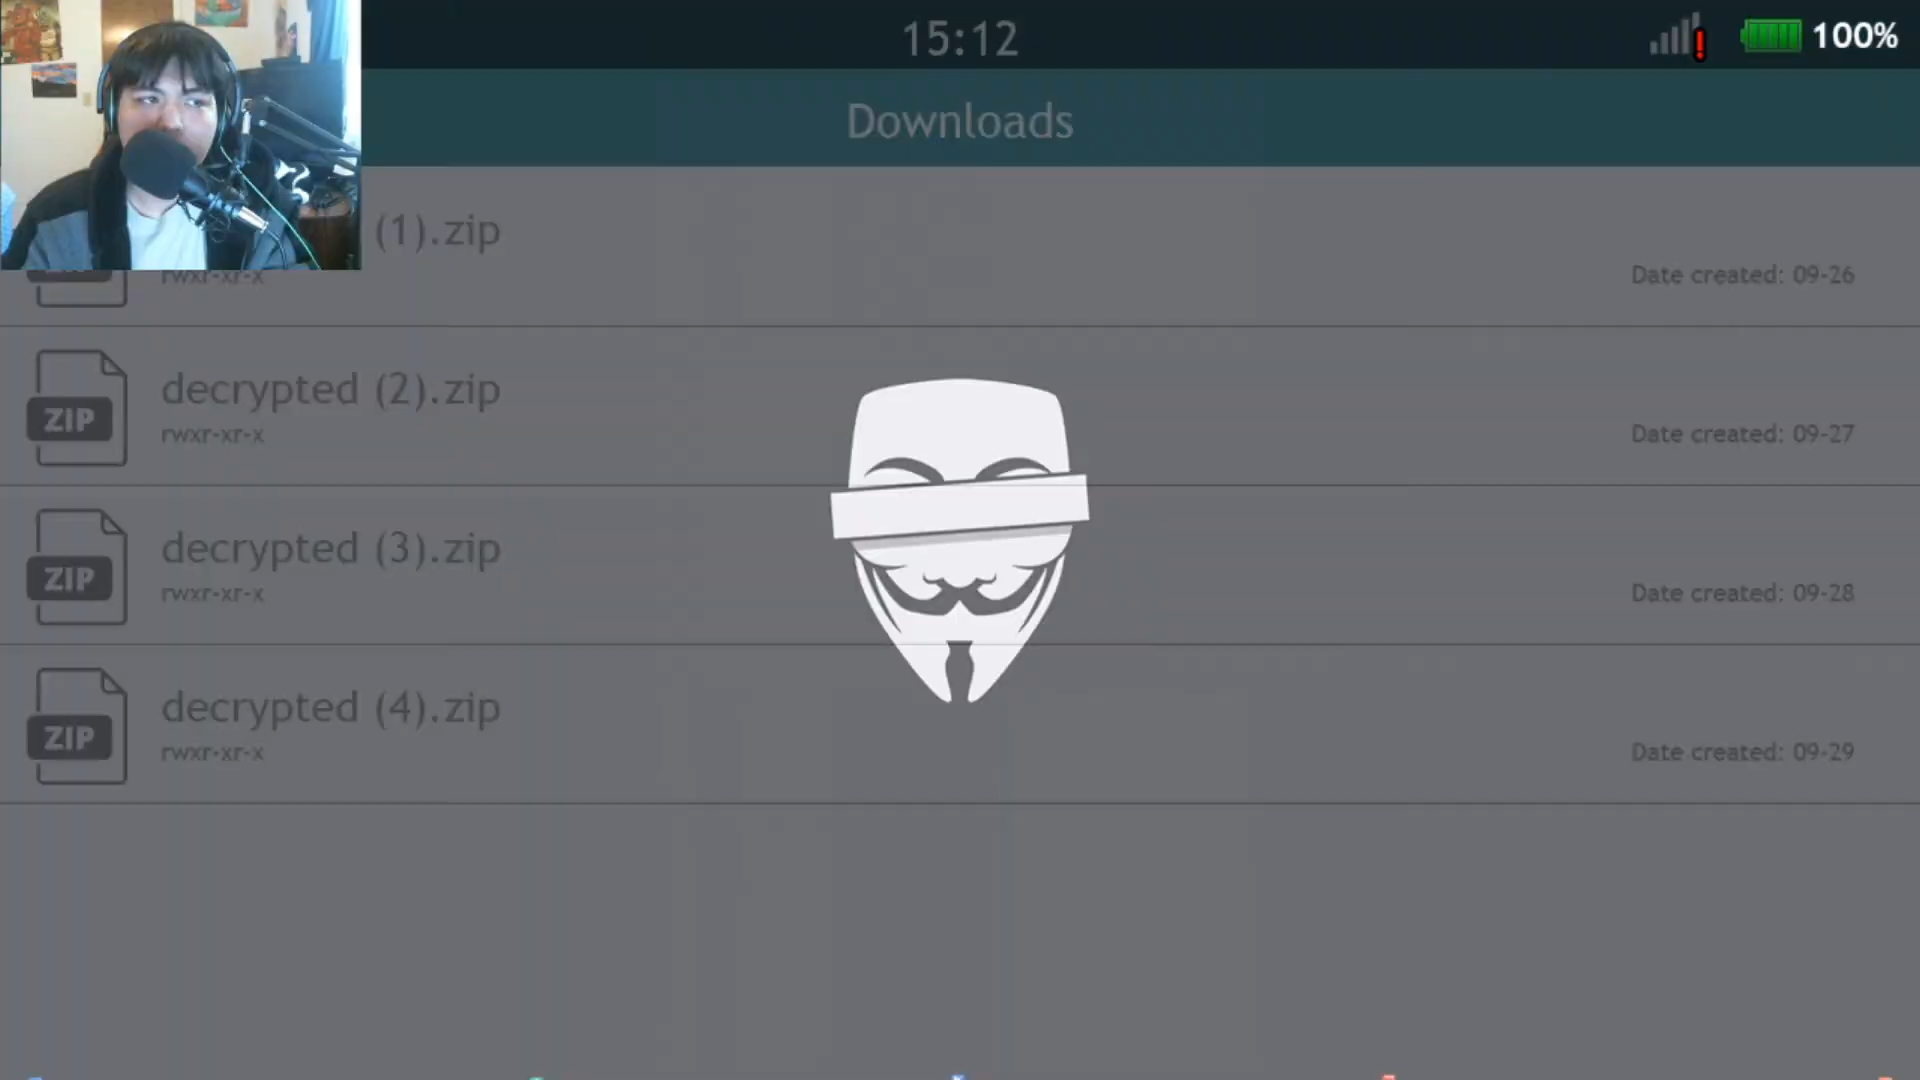 15:12
100%
Downloads
(1).zip
rwxr-xr-x
Date created: 09-26
ZIP
decrypted (2).zip
rwxr-xr-x
Date created: 09-27
ZIP
decrypted (3).zip
rwxr-xr-x
Date created: 09-28
ZIP
decrypted (4).zip
rwxr-xr-x
Date created: 09-29